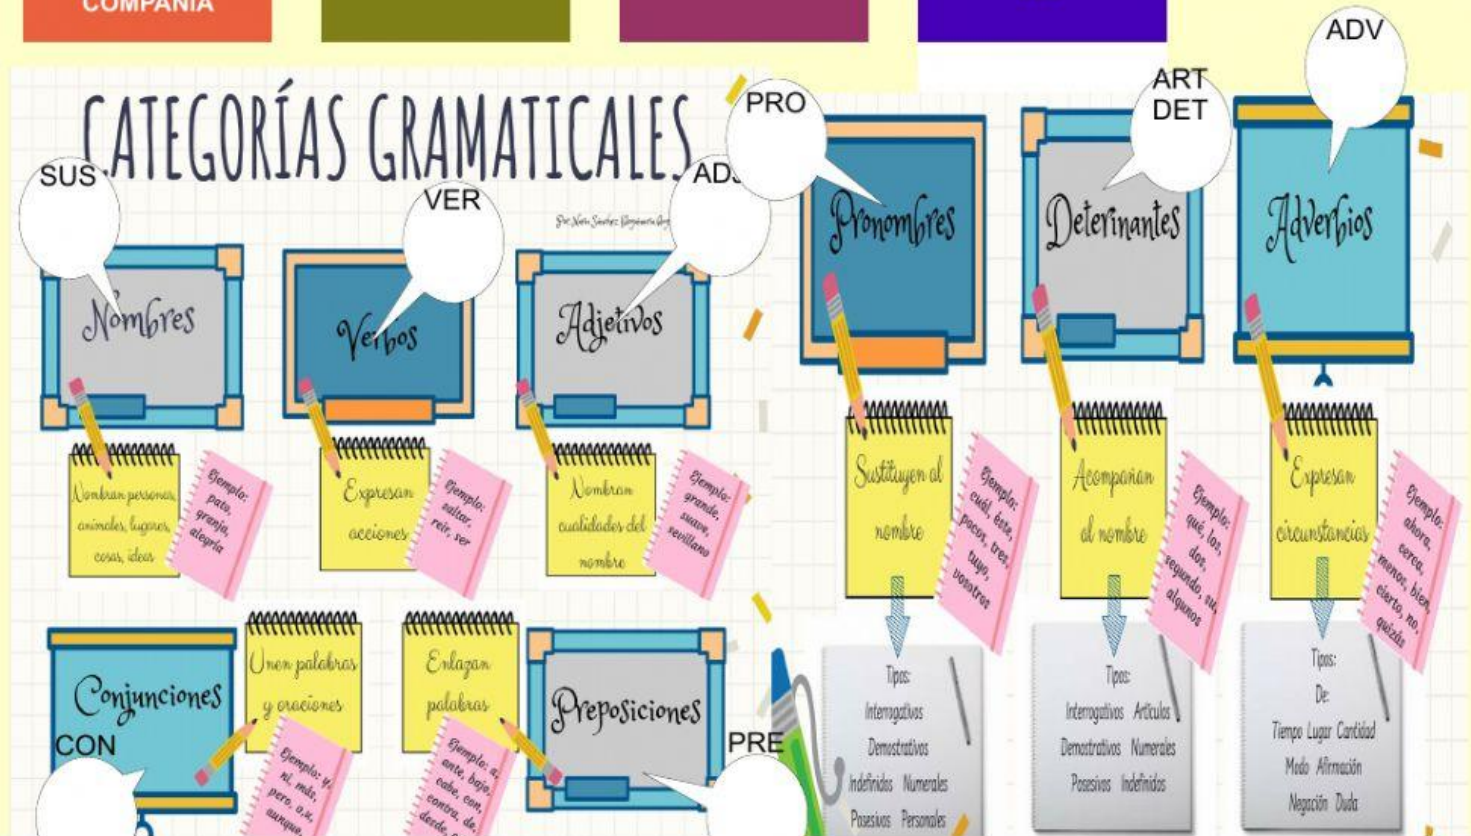 COMPAÑÍA
CATEGORÍAS GRAMATICALES
SUS
VER
ADJ
PRO
ART
DET
ADV
Nombres
Verbos
Adjetivos
Pronombres
Deterinantes
Adverbios
Nombran personas,
animales, lugares,
cosas, ideas
Ejemplo:
pato,
granja,
alegría
Expresan
acciones
Ejemplo:
saltar,
reír, ser
Nombran
cualidades del
nombre
Ejemplo:
grande,
suave,
sevillano
Sustituyen al
nombre
Ejemplo:
cuál, éste,
pocos, tres,
tuyo,
vosotros
Acompañan
al nombre
Ejemplo:
qué, los,
dos,
segundo, su,
algunos
Expresan
circunstancias
Ejemplo:
ahora,
cerca,
menos, bien,
cierto, no,
quizás
Conjunciones
CON
Unen palabras
y oraciones
Ejemplo: y,
ni, más,
pero, o,u,
aunque,
Enlazan
palabras
Ejemplo: a,
ante, bajo,
cabe, con,
contra, de,
desde,
Preposiciones
PRE
Tipos:
Interrogativos
Demostrativos
Indefinidos Numerales
Posesivos Personales
Tipos:
Interrogativos Artículos
Demostrativos Numerales
Posesivos Indefinidos
Tipos:
De:
Tiempo Lugar Cantidad
Modo Afirmación
Negación Duda